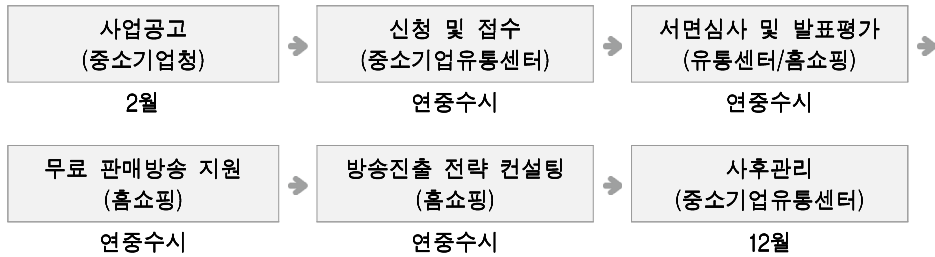 사업공고
(중소기업청)
2월
신청 및 접수
(중소기업유통센터)
연중수시
서면심사 및 발표평가
(유통센터/홈쇼핑)
연중수시
무료 판매방송 지원
(홈쇼핑)
연중수시
방송진출 전략 컨설팅
(홈쇼핑)
연중수시
사후관리
(중소기업유통센터)
12월